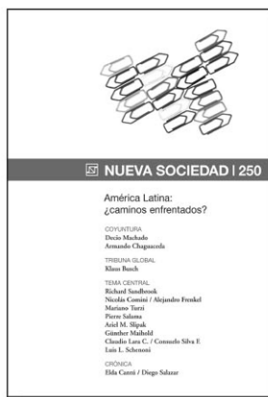 NUEVA SOCIEDAD | 250
América Latina:
¿caminos enfrentados?
COYUNTURA
Decio Machado
Armando Chaguaceda
TRIBUNA GLOBAL
Klaus Busch
TEMA CENTRAL
Richard Sandbrook
Nicolás Comini / Alejandro Frenkel
Mariano Turzi
Pierre Salama
Ariel M. Slipak
Günther Maihold
Claudio Lara C. / Consuelo Silva F.
Luis L. Schenoni
CRÓNICA
Elda Cantú / Diego Salazar